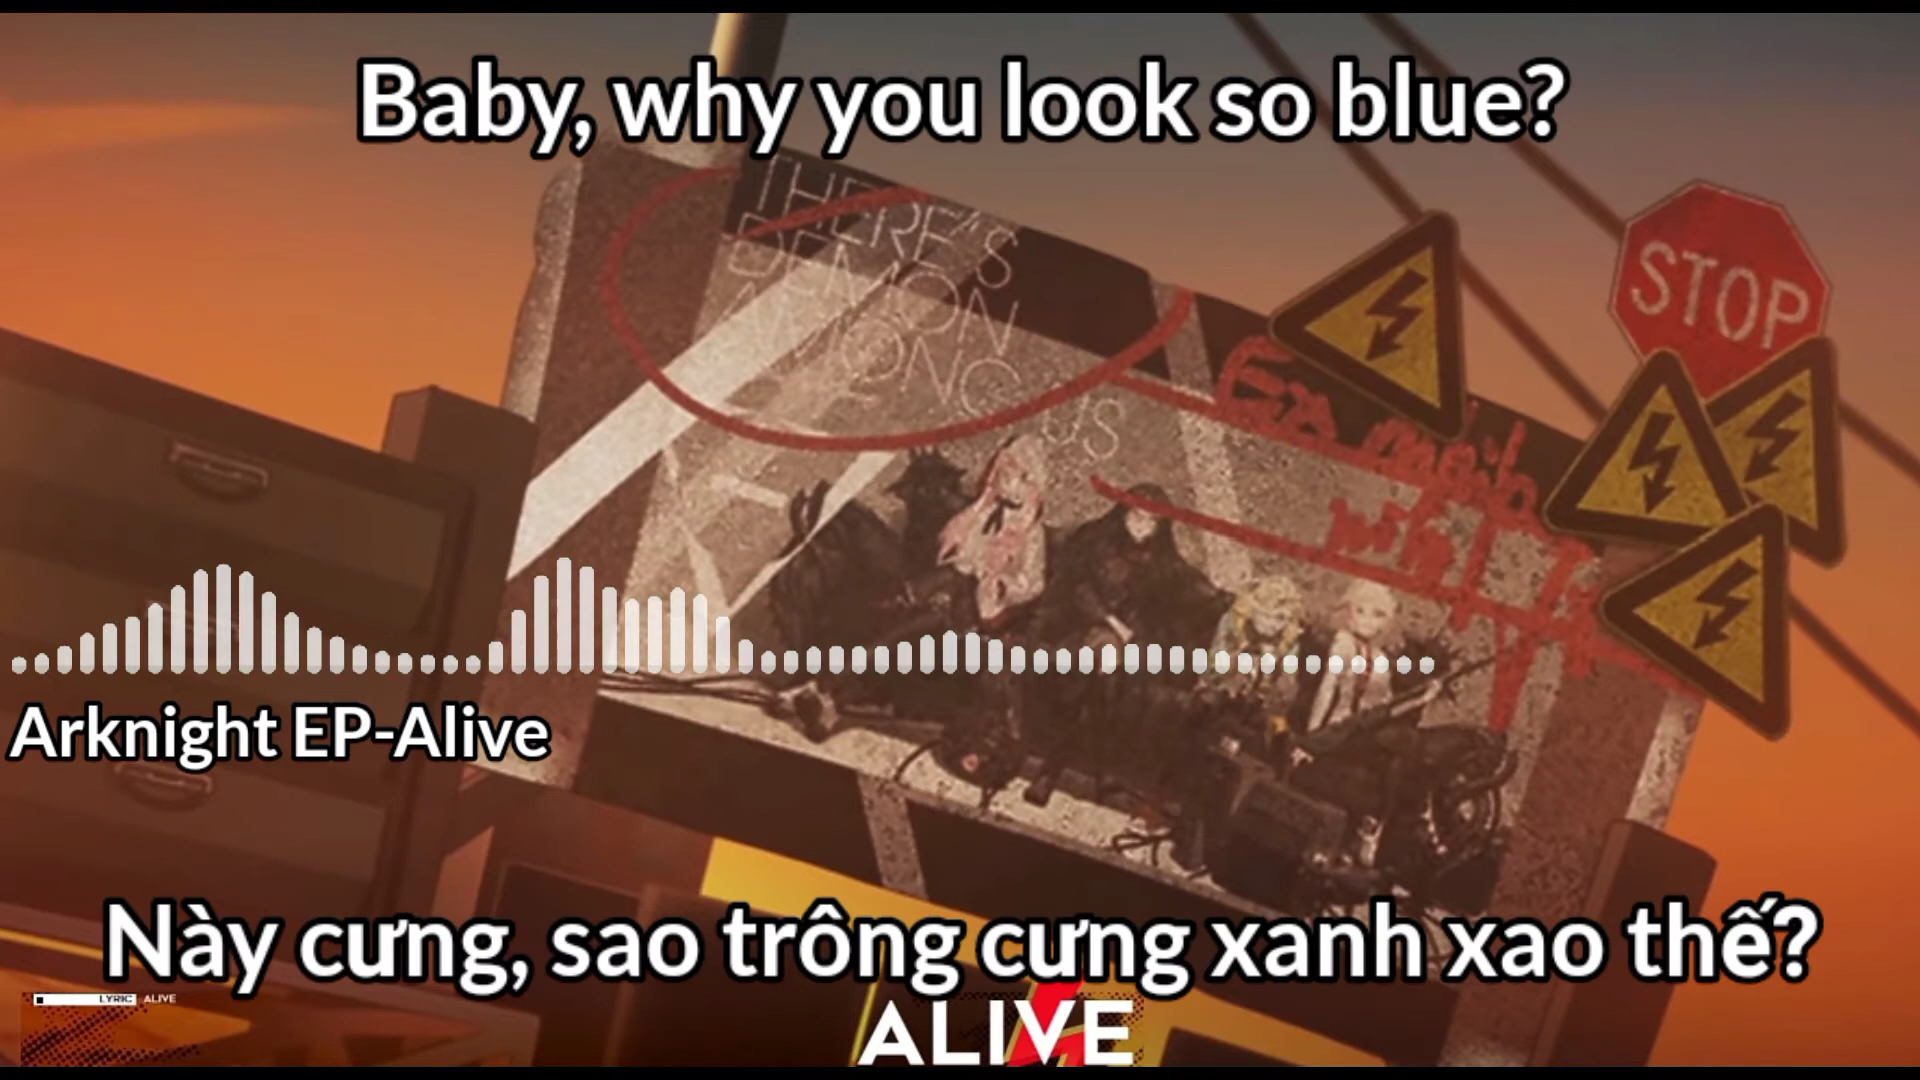 Baby, why you look so blue?
THERE'S
DEMON
AMONG US
STOP
Arknight EP-Alive
Này cưng, sao trông cưng xanh xao thế?
LYRIC ALIVE
ALIVE